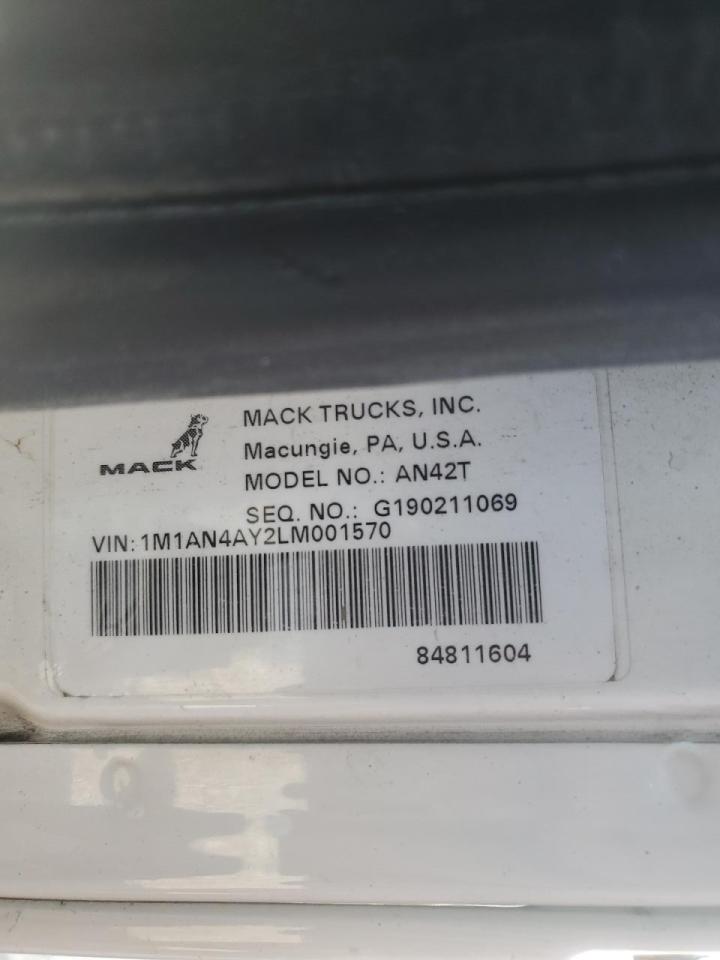 MACK TRUCKS, INC.
Macungie, PA, U.S.A.
MACK
MODEL NO.: AN42T
SEQ. NO.: G190211069
VIN: 1M1AN4AY2LM001570
84811604